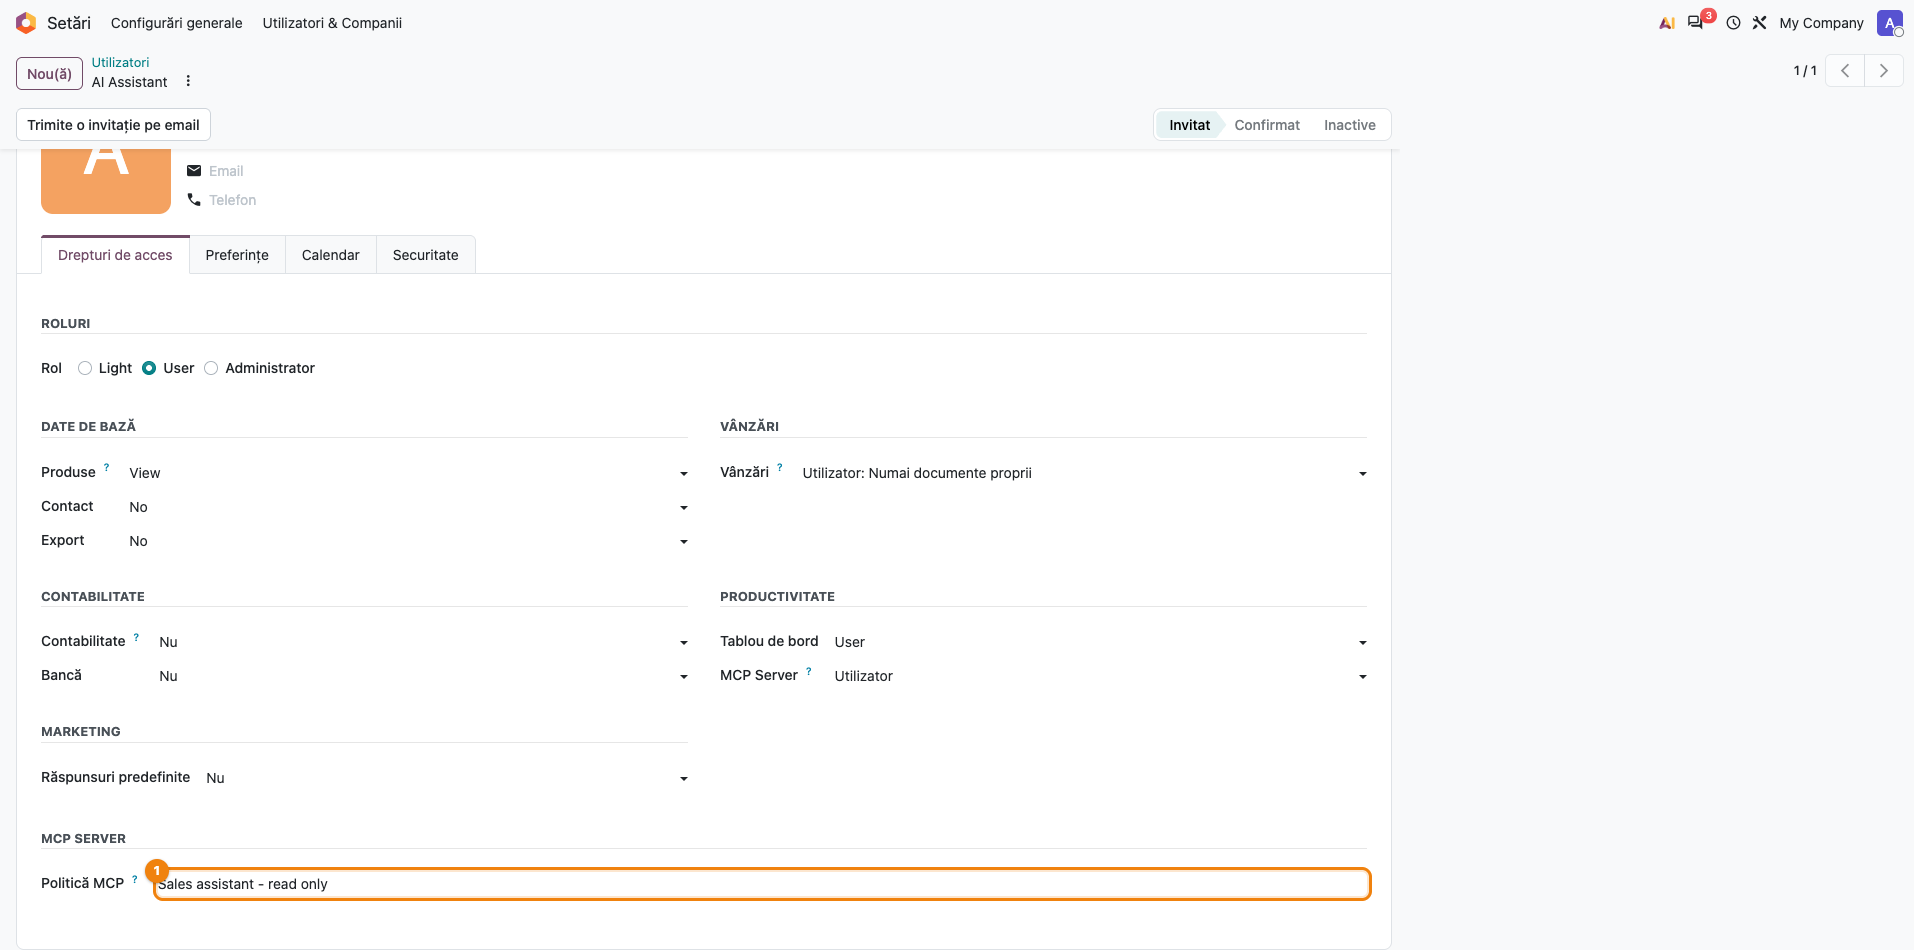 Setări Configurări generale Utilizatori & Companii AI 3 My Company A
Nou(ă) Utilizatori
AI Assistant
1 / 1
Trimite o invitație pe email Invitat Confirmat Inactive
A
Email
Telefon
Drepturi de acces Preferințe Calendar Securitate
ROLURI
Rol Light User Administrator
DATE DE BAZĂ VÂNZĂRI
Produse ? View Vânzări ? Utilizator: Numai documente proprii
Contact No
Export No
CONTABILITATE PRODUCTIVITATE
Contabilitate ? Nu Tablou de bord User
Bancă Nu MCP Server ? Utilizator
MARKETING
Răspunsuri predefinite Nu
MCP SERVER
1
Politică MCP ? Sales assistant - read only